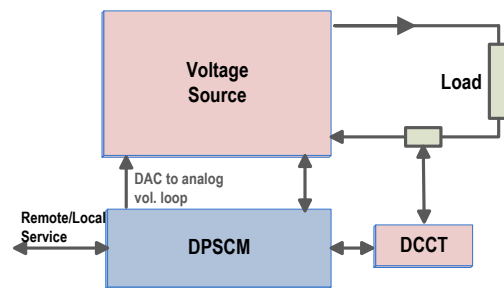 Voltage
Source
Load
DAC to analog
vol. loop
Remote/Local
Service
DPSCM
DCCT